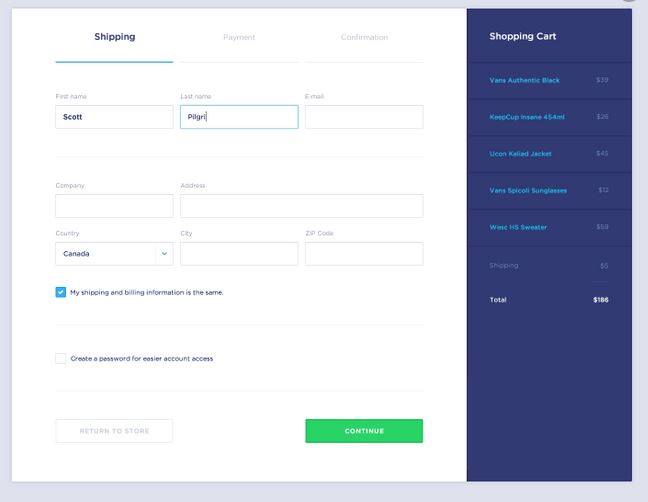 Shipping Payment Confirmation
First name Last name E-mail
Scott Pilgri
Company Address
Country City ZIP Code
Canada
My shipping and billing information is the same.
Create a password for easier account access
RETURN TO STORE CONTINUE
Shopping Cart
Vans Authentic Black $39
KeepCup Insane 454ml $26
Ucon Kallad Jacket $45
Vans Spicoli Sunglasses $12
Wesc HS Sweater $59
Shipping $5
Total $186